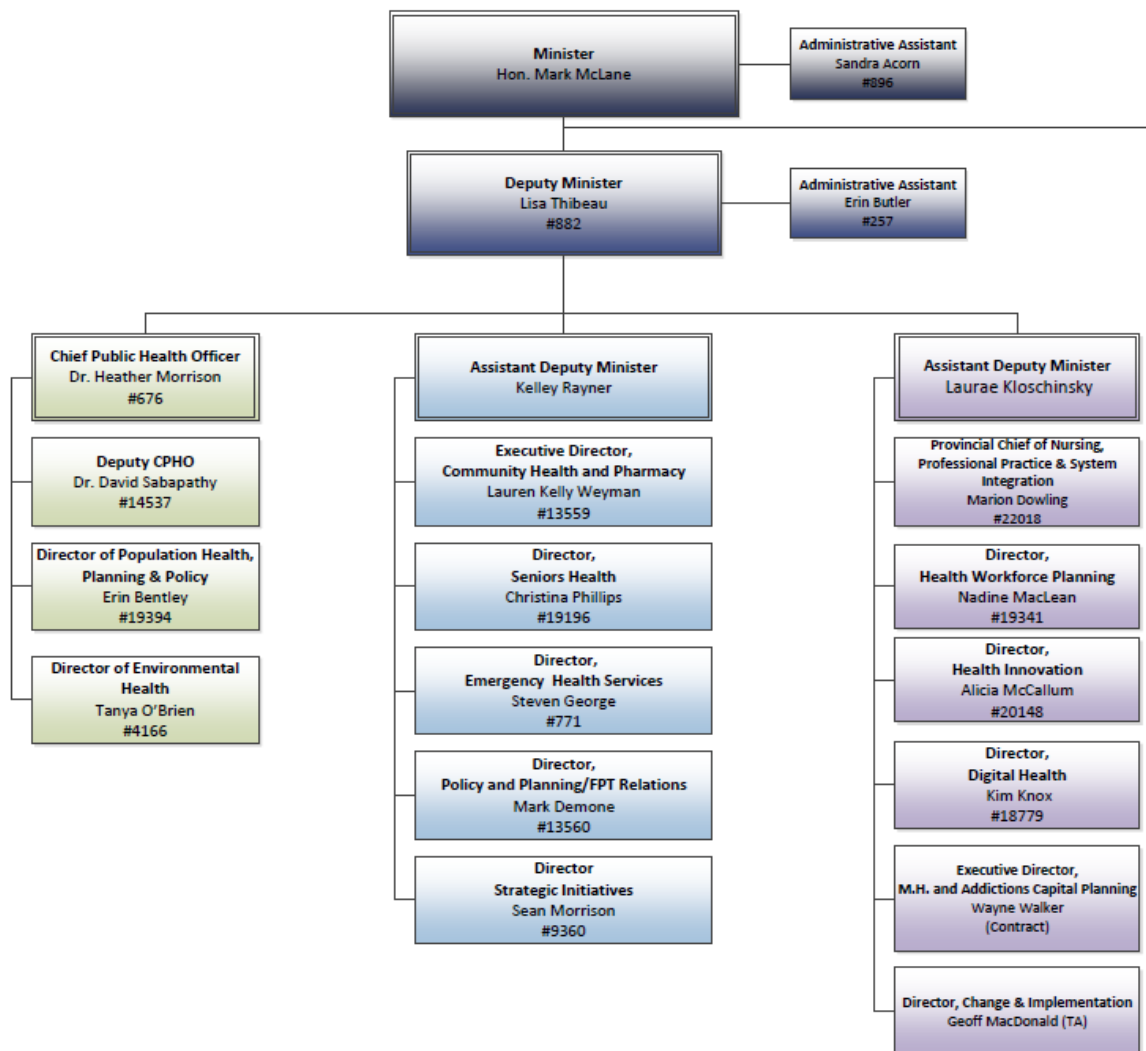 Minister
Hon. Mark McLane
Administrative Assistant
Sandra Acorn
#896
Deputy Minister
Lisa Thibeau
#882
Administrative Assistant
Erin Butler
#257
Chief Public Health Officer
Dr. Heather Morrison
#676
Deputy CPHO
Dr. David Sabapathy
#14537
Director of Population Health,
Planning & Policy
Erin Bentley
#19394
Director of Environmental
Health
Tanya O'Brien
#4166
Assistant Deputy Minister
Kelley Rayner
Executive Director,
Community Health and Pharmacy
Lauren Kelly Weyman
#13559
Director,
Seniors Health
Christina Phillips
#19196
Director,
Emergency  Health Services
Steven George
#771
Director,
Policy and Planning/FPT Relations
Mark Demone
#13560
Director
Strategic Initiatives
Sean Morrison
#9360
Assistant Deputy Minister
Laurae Kloschinsky
Provincial Chief of Nursing,
Professional Practice & System
Integration
Marion Dowling
#22018
Director,
Health Workforce Planning
Nadine MacLean
#19341
Director,
Health Innovation
Alicia McCallum
#20148
Director,
Digital Health
Kim Knox
#18779
Executive Director,
M.H. and Addictions Capital Planning
Wayne Walker
(Contract)
Director, Change & Implementation
Geoff MacDonald (TA)